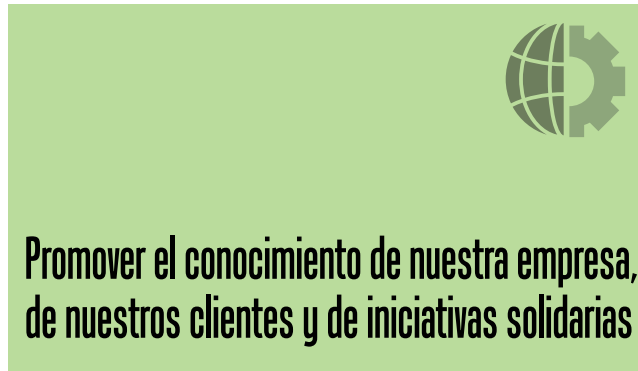 Promover el conocimiento de nuestra empresa,
de nuestros clientes y de iniciativas solidarias